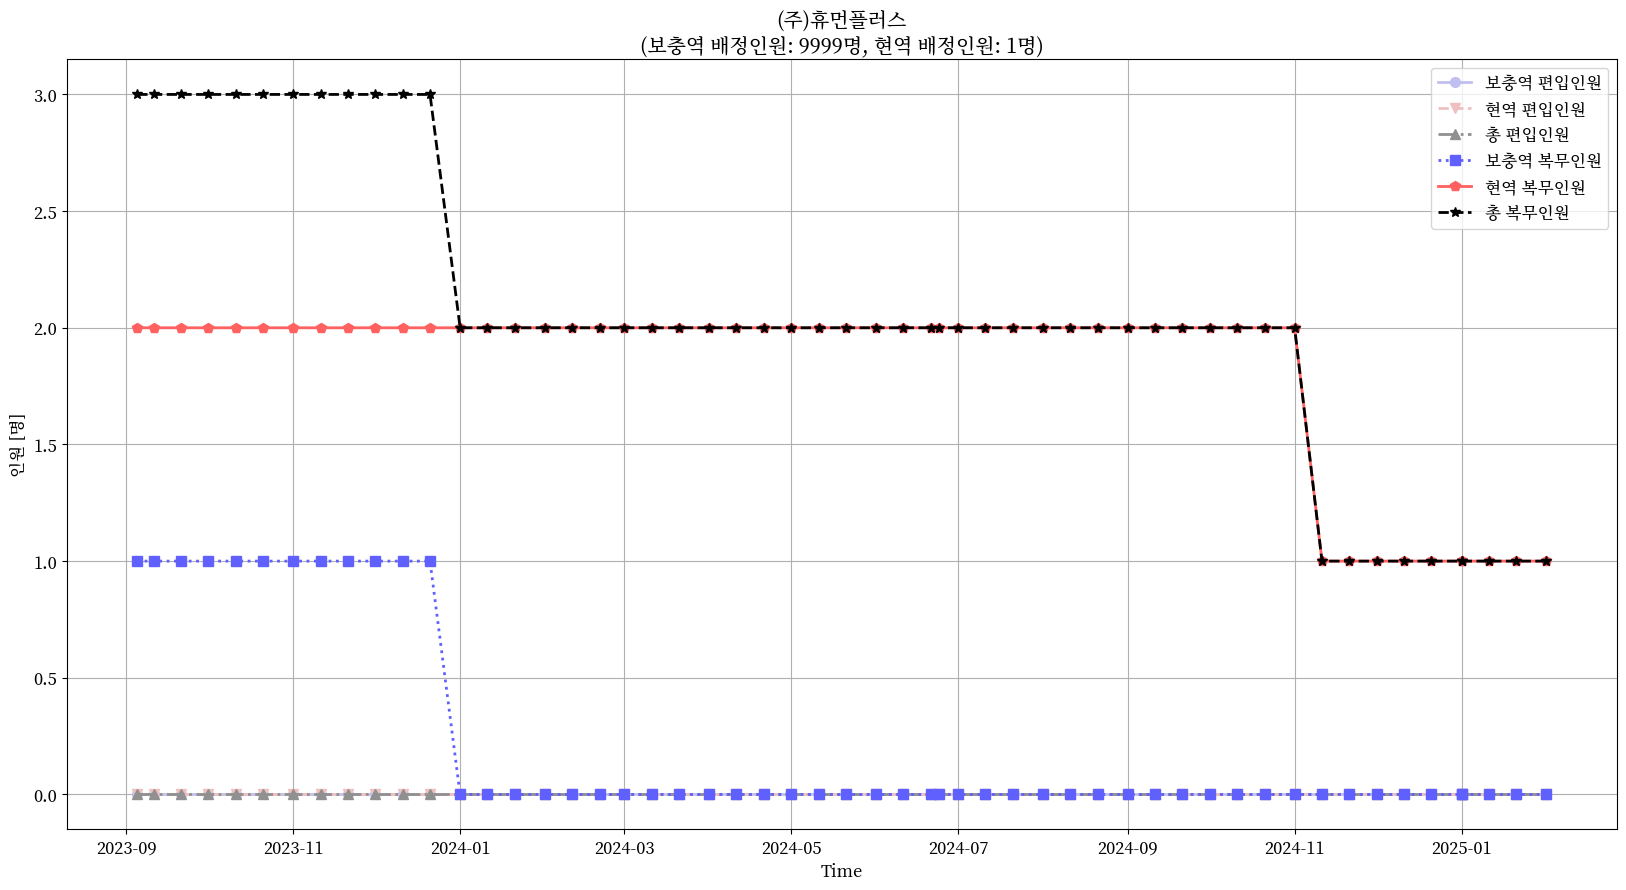 (주)휴먼플러스
(보충역 배정인원: 9999명, 현역 배정인원: 1명)
보충역 편입인원
현역 편입인원
총 편입인원
보충역 복무인원
현역 복무인원
총 복무인원
3.0
2.5
2.0
1.5
1.0
0.5
0.0
인원 [명]
2023-09 2023-11 2024-01 2024-03 2024-05 2024-07 2024-09 2024-11 2025-01
Time